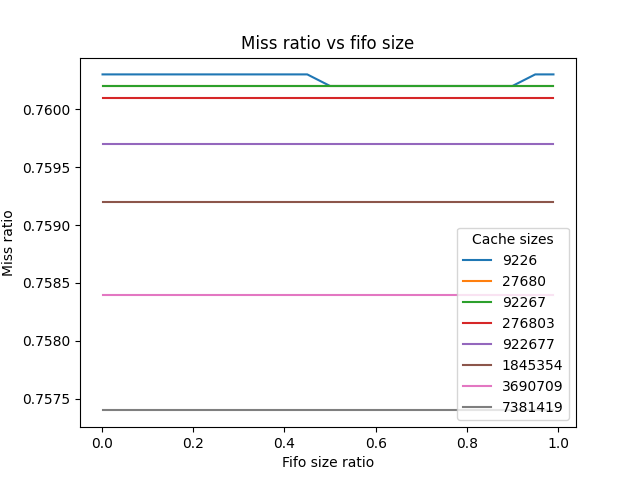 Miss ratio vs fifo size
Miss ratio
0.7600
0.7595
0.7590
0.7585
0.7580
0.7575
Cache sizes
9226
27680
92267
276803
922677
1845354
3690709
7381419
0.0 0.2 0.4 0.6 0.8 1.0
Fifo size ratio